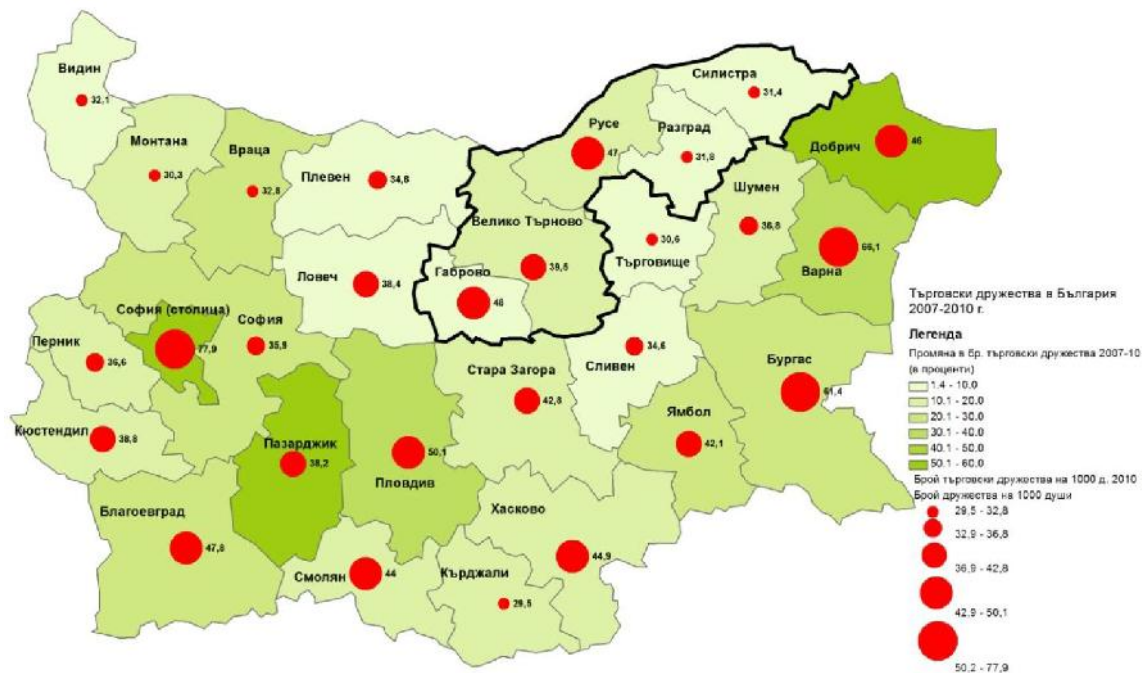 Видин
32,1
Монтана
30,3
Враца
32,8
Плевен
34,6
Ловеч
38,4
Габрово
48
Велико Търново
39,5
Русе
47
Силистра
31,4
Разград
31,8
Търговище
30,6
Шумен
36,8
Добрич
46
Варна
66,1
София (столица)
77,9
София
35,8
Перник
36,6
Кюстендил
38,8
Пазарджик
38,2
Пловдив
50,1
Стара Загора
42,8
Сливен
34,6
Ямбол
42,1
Бургас
61,4
Благоевград
47,8
Смолян
44
Кърджали
29,5
Хасково
44,9
Търговски дружества в България
2007-2010 г.
Легенда
Промяна в бр. търговски дружества 2007-10
(в проценти)
1.4 - 10.0
10.1 - 20.0
20.1 - 30.0
30.1 - 40.0
40.1 - 50.0
50.1 - 60.0
Брой търговски дружества на 1000 д. 2010
Брой дружества на 1000 души
29,5 - 32,8
32,9 - 36,8
36,9 - 42,8
42,9 - 50,1
50,2 - 77,9